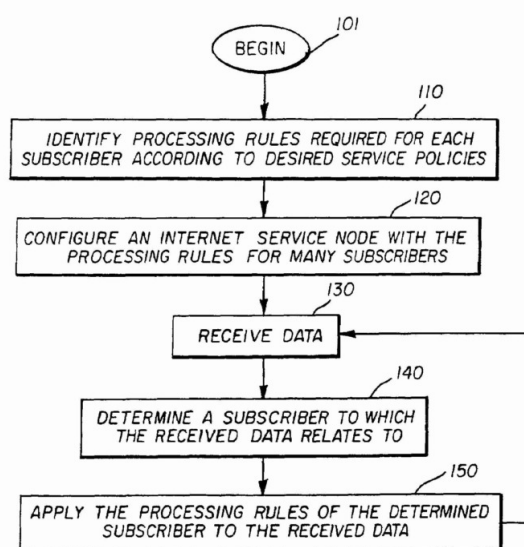 101
BEGIN
110
IDENTIFY PROCESSING RULES REQUIRED FOR EACH
SUBSCRIBER ACCORDING TO DESIRED SERVICE POLICIES
120
CONFIGURE AN INTERNET SERVICE NODE WITH THE
PROCESSING RULES FOR MANY SUBSCRIBERS
130
RECEIVE DATA
140
DETERMINE A SUBSCRIBER TO WHICH
THE RECEIVED DATA RELATES TO
150
APPLY THE PROCESSING RULES OF THE DETERMINED
SUBSCRIBER TO THE RECEIVED DATA